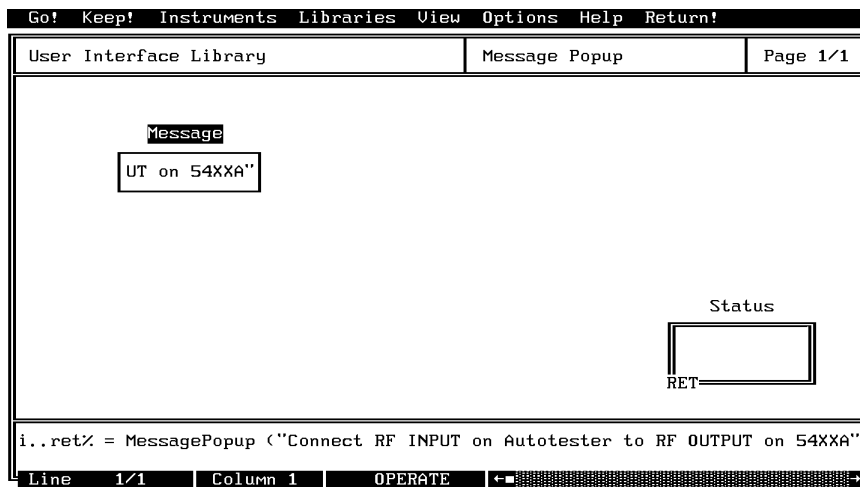 Go! Keep! Instruments Libraries View Options Help Return!
User Interface Library
Message Popup
Page 1/1
Message
UT on 54XXA"
Status
RET
i..ret% = MessagePopup ("Connect RF INPUT on Autotester to RF OUTPUT on 54XXA"
Line 1/1
Column 1
OPERATE